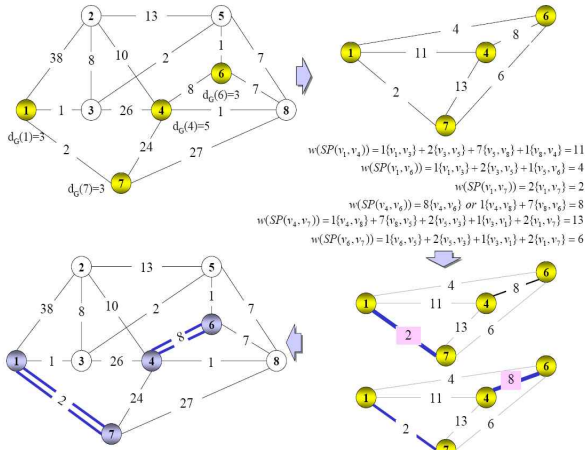 2 13 5
38 8 10 2 1 7
6
8 7
d_G(6)=3
1 1 3 26 4 1 8
d_G(1)=3
d_G(4)=5
2 24 27
7
d_G(7)=3
4 6
1 11 4 8
2 13 6
7
w(SP(v₁,v₄)) = 1{v₁,v₃} + 2{v₃,v₅} + 7{v₅,v₈} + 1{v₈,v₄} = 11
w(SP(v₁,v₆)) = 1{v₁,v₃} + 2{v₃,v₅} + 1{v₅,v₆} = 4
w(SP(v₁,v₇)) = 2{v₁,v₇} = 2
w(SP(v₄,v₆)) = 8{v₄,v₆} or 1{v₄,v₈} + 7{v₈,v₆} = 8
w(SP(v₄,v₇)) = 1{v₄,v₈} + 7{v₈,v₅} + 2{v₅,v₃} + 1{v₃,v₁} + 2{v₁,v₇} = 13
w(SP(v₆,v₇)) = 1{v₆,v₅} + 2{v₅,v₃} + 1{v₃,v₁} + 2{v₁,v₇} = 6
2 13 5
38 8 10 2 1 7
6
8 7
1 1 3 26 4 1 8
2 24 27
7
4 6
1 11 4 8
2 13 6
7
4 6
1 11 4 8
2 13 6
7